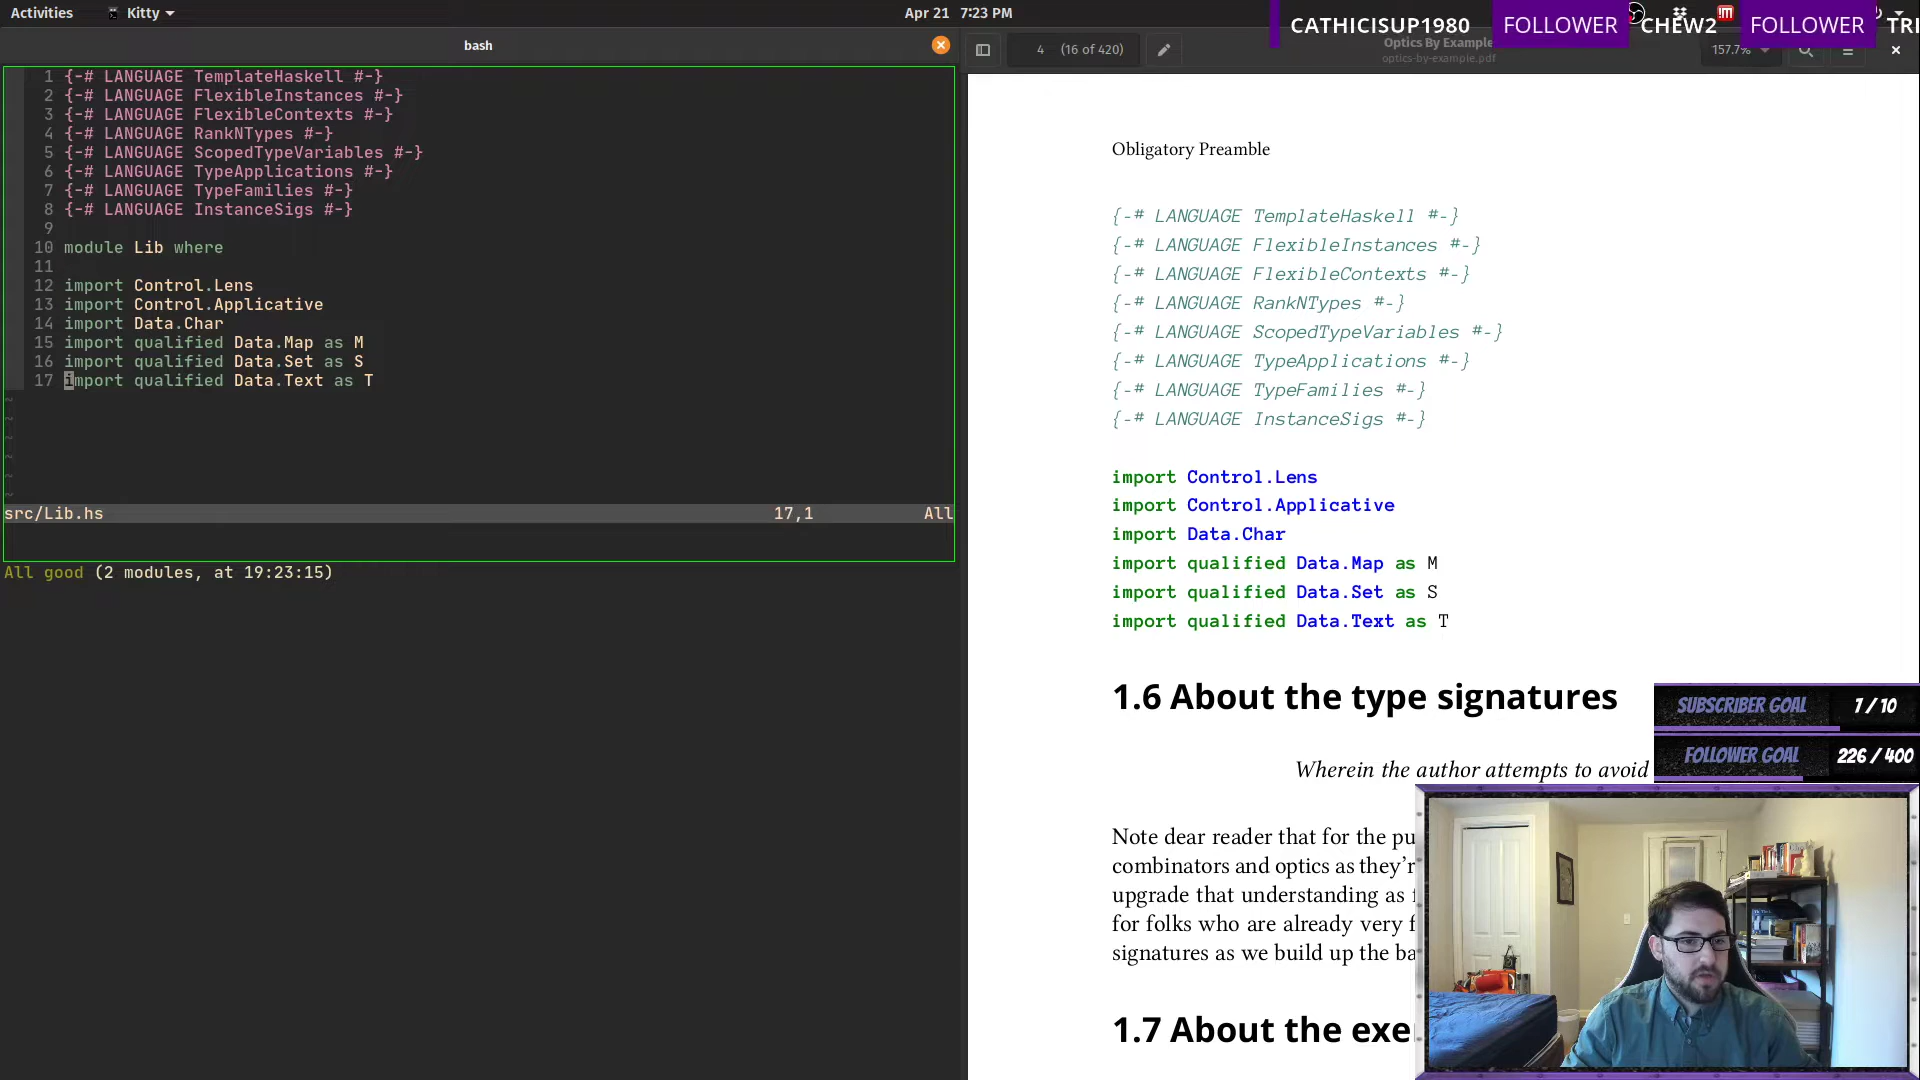 Activities
Kitty
Apr 21 7:23 PM
CATHICISUP1980 FOLLOWER CHEW2 FOLLOWER TRI
bash
4 (16 of 420)
Optics By Example
optics-by-example.pdf
157.7%
1 {-# LANGUAGE TemplateHaskell #-}
2 {-# LANGUAGE FlexibleInstances #-}
3 {-# LANGUAGE FlexibleContexts #-}
4 {-# LANGUAGE RankNTypes #-}
5 {-# LANGUAGE ScopedTypeVariables #-}
6 {-# LANGUAGE TypeApplications #-}
7 {-# LANGUAGE TypeFamilies #-}
8 {-# LANGUAGE InstanceSigs #-}
9
10 module Lib where
11
12 import Control.Lens
13 import Control.Applicative
14 import Data.Char
15 import qualified Data.Map as M
16 import qualified Data.Set as S
17 import qualified Data.Text as T
~
~
~
~
~
~
src/Lib.hs 17,1 All
All good (2 modules, at 19:23:15)
Obligatory Preamble
{-# LANGUAGE TemplateHaskell #-}
{-# LANGUAGE FlexibleInstances #-}
{-# LANGUAGE FlexibleContexts #-}
{-# LANGUAGE RankNTypes #-}
{-# LANGUAGE ScopedTypeVariables #-}
{-# LANGUAGE TypeApplications #-}
{-# LANGUAGE TypeFamilies #-}
{-# LANGUAGE InstanceSigs #-}
import Control.Lens
import Control.Applicative
import Data.Char
import qualified Data.Map as M
import qualified Data.Set as S
import qualified Data.Text as T
1.6 About the type signatures
Wherein the author attempts to avoid
Note dear reader that for the pu
combinators and optics as they'r
upgrade that understanding as f
for folks who are already very f
signatures as we build up the ba
1.7 About the exe
SUBSCRIBER GOAL 7 / 10
FOLLOWER GOAL 226 / 400